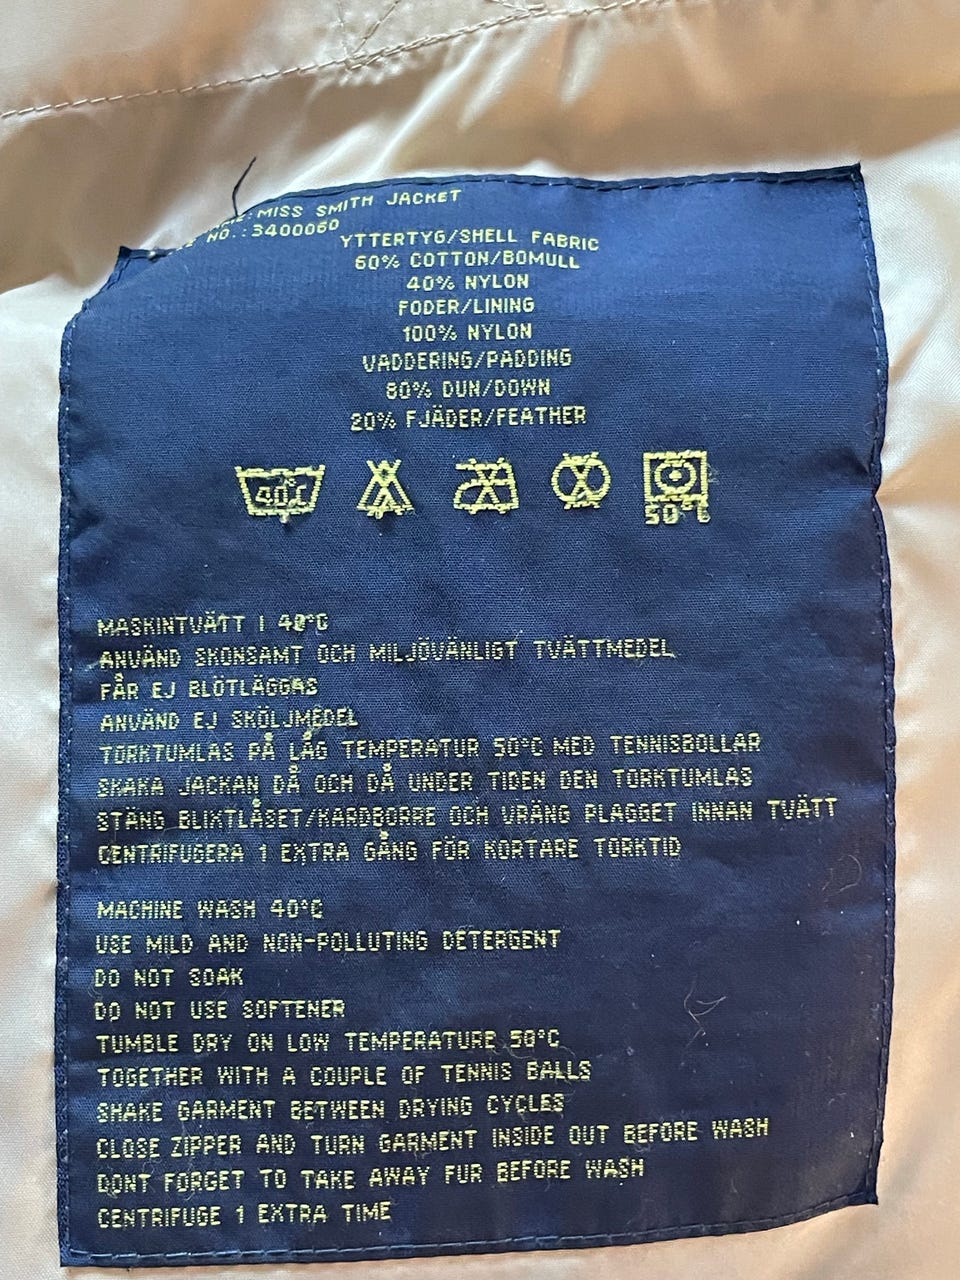 MISS SMITH JACKET
NO.:3400060
YTTERTYG/SHELL FABRIC
60% COTTON/BOMULL
40% NYLON
FODER/LINING
100% NYLON
VADDERING/PADDING
80% DUN/DOWN
20% FJÄDER/FEATHER
40°C
50°C
MASKINTVÄTT I 40°C
ANVÄND SKONSAMT OCH MILJÖVÄNLIGT TVÄTTMEDEL
FÅR EJ BLÖTLÄGGAS
ANVÄND EJ SKÖLJMEDEL
TORKTUMLAS PÅ LÅG TEMPERATUR 50°C MED TENNISBOLLAR
SKAKA JACKAN DÅ OCH DÅ UNDER TIDEN DEN TORKTUMLAS
STÄNG BLIXTLÅSET/KARDBORRE OCH VRÄNG PLAGGET INNAN TVÄTT
CENTRIFUGERA 1 EXTRA GÅNG FÖR KORTARE TORKTID
MACHINE WASH 40°C
USE MILD AND NON-POLLUTING DETERGENT
DO NOT SOAK
DO NOT USE SOFTENER
TUMBLE DRY ON LOW TEMPERATURE 50°C
TOGETHER WITH A COUPLE OF TENNIS BALLS
SHAKE GARMENT BETWEEN DRYING CYCLES
CLOSE ZIPPER AND TURN GARMENT INSIDE OUT BEFORE WASH
DONT FORGET TO TAKE AWAY FUR BEFORE WASH
CENTRIFUGE 1 EXTRA TIME